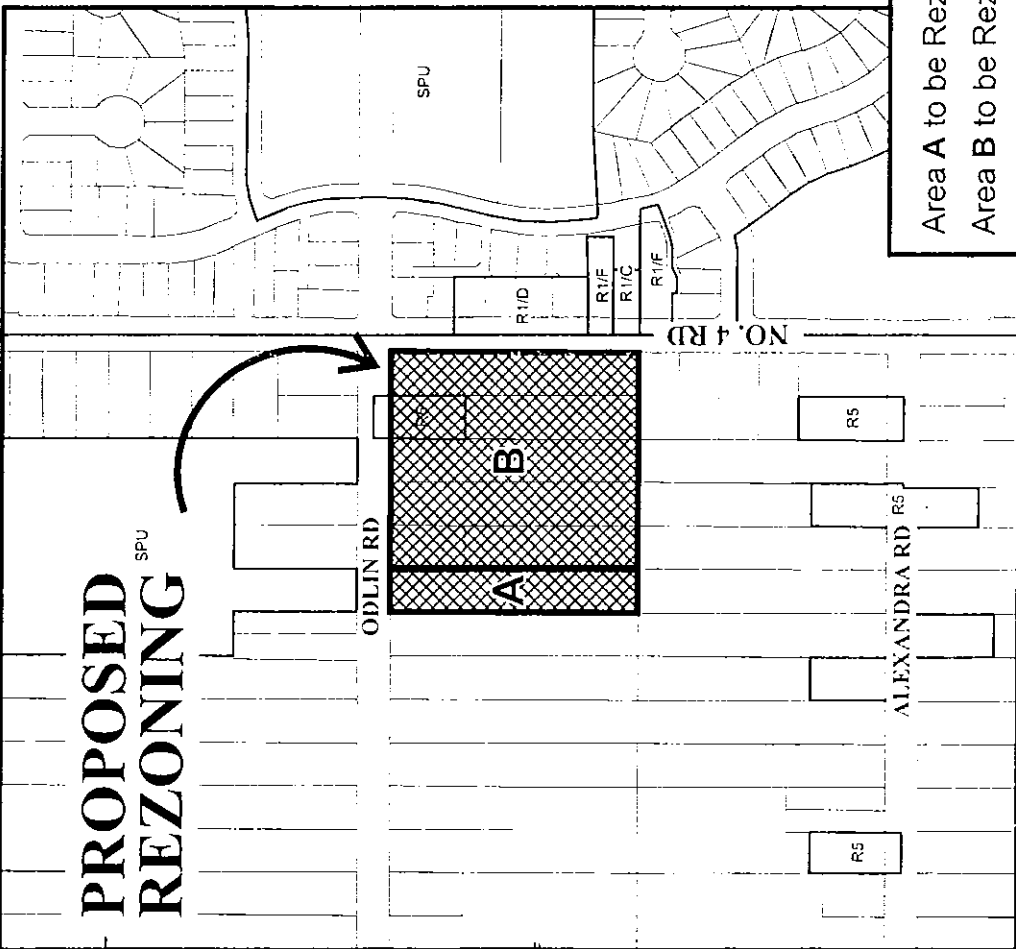 PROPOSED
REZONING
SPU
SPU
ODLIN RD
A
B
R1/D
R1/F
R1/C
R1/F
NO. 4 RD
R5
R5
R5
ALEXANDRA RD
Area A to be Rez
Area B to be Rez